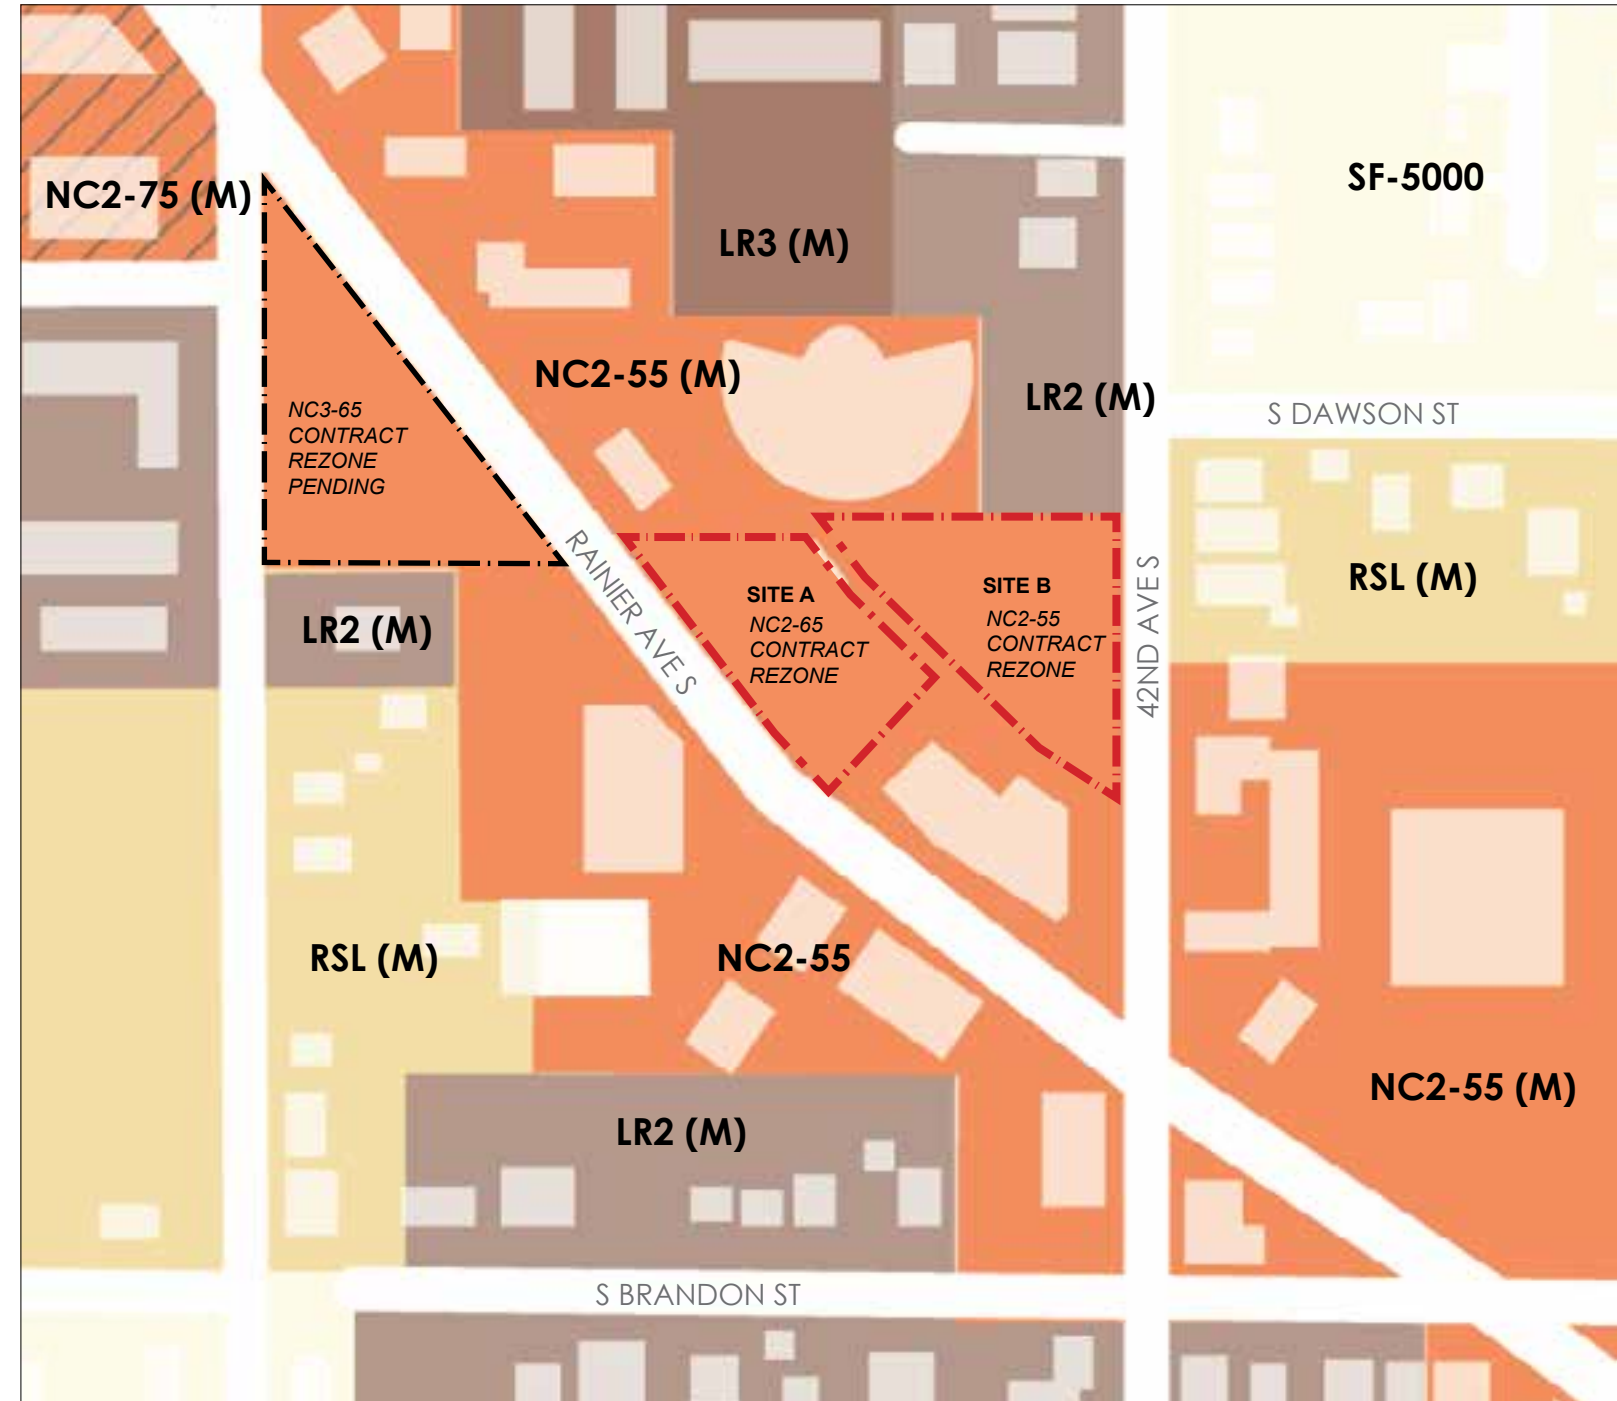 SF-5000
NC2-75 (M)
LR3 (M)
NC2-55 (M)
LR2 (M)
S DAWSON ST
NC3-65
CONTRACT
REZONE
PENDING
RAINIER AVE S
SITE A
NC2-65
CONTRACT
REZONE
SITE B
NC2-55
CONTRACT
REZONE
42ND AVE S
RSL (M)
LR2 (M)
RSL (M)
NC2-55
NC2-55 (M)
LR2 (M)
S BRANDON ST